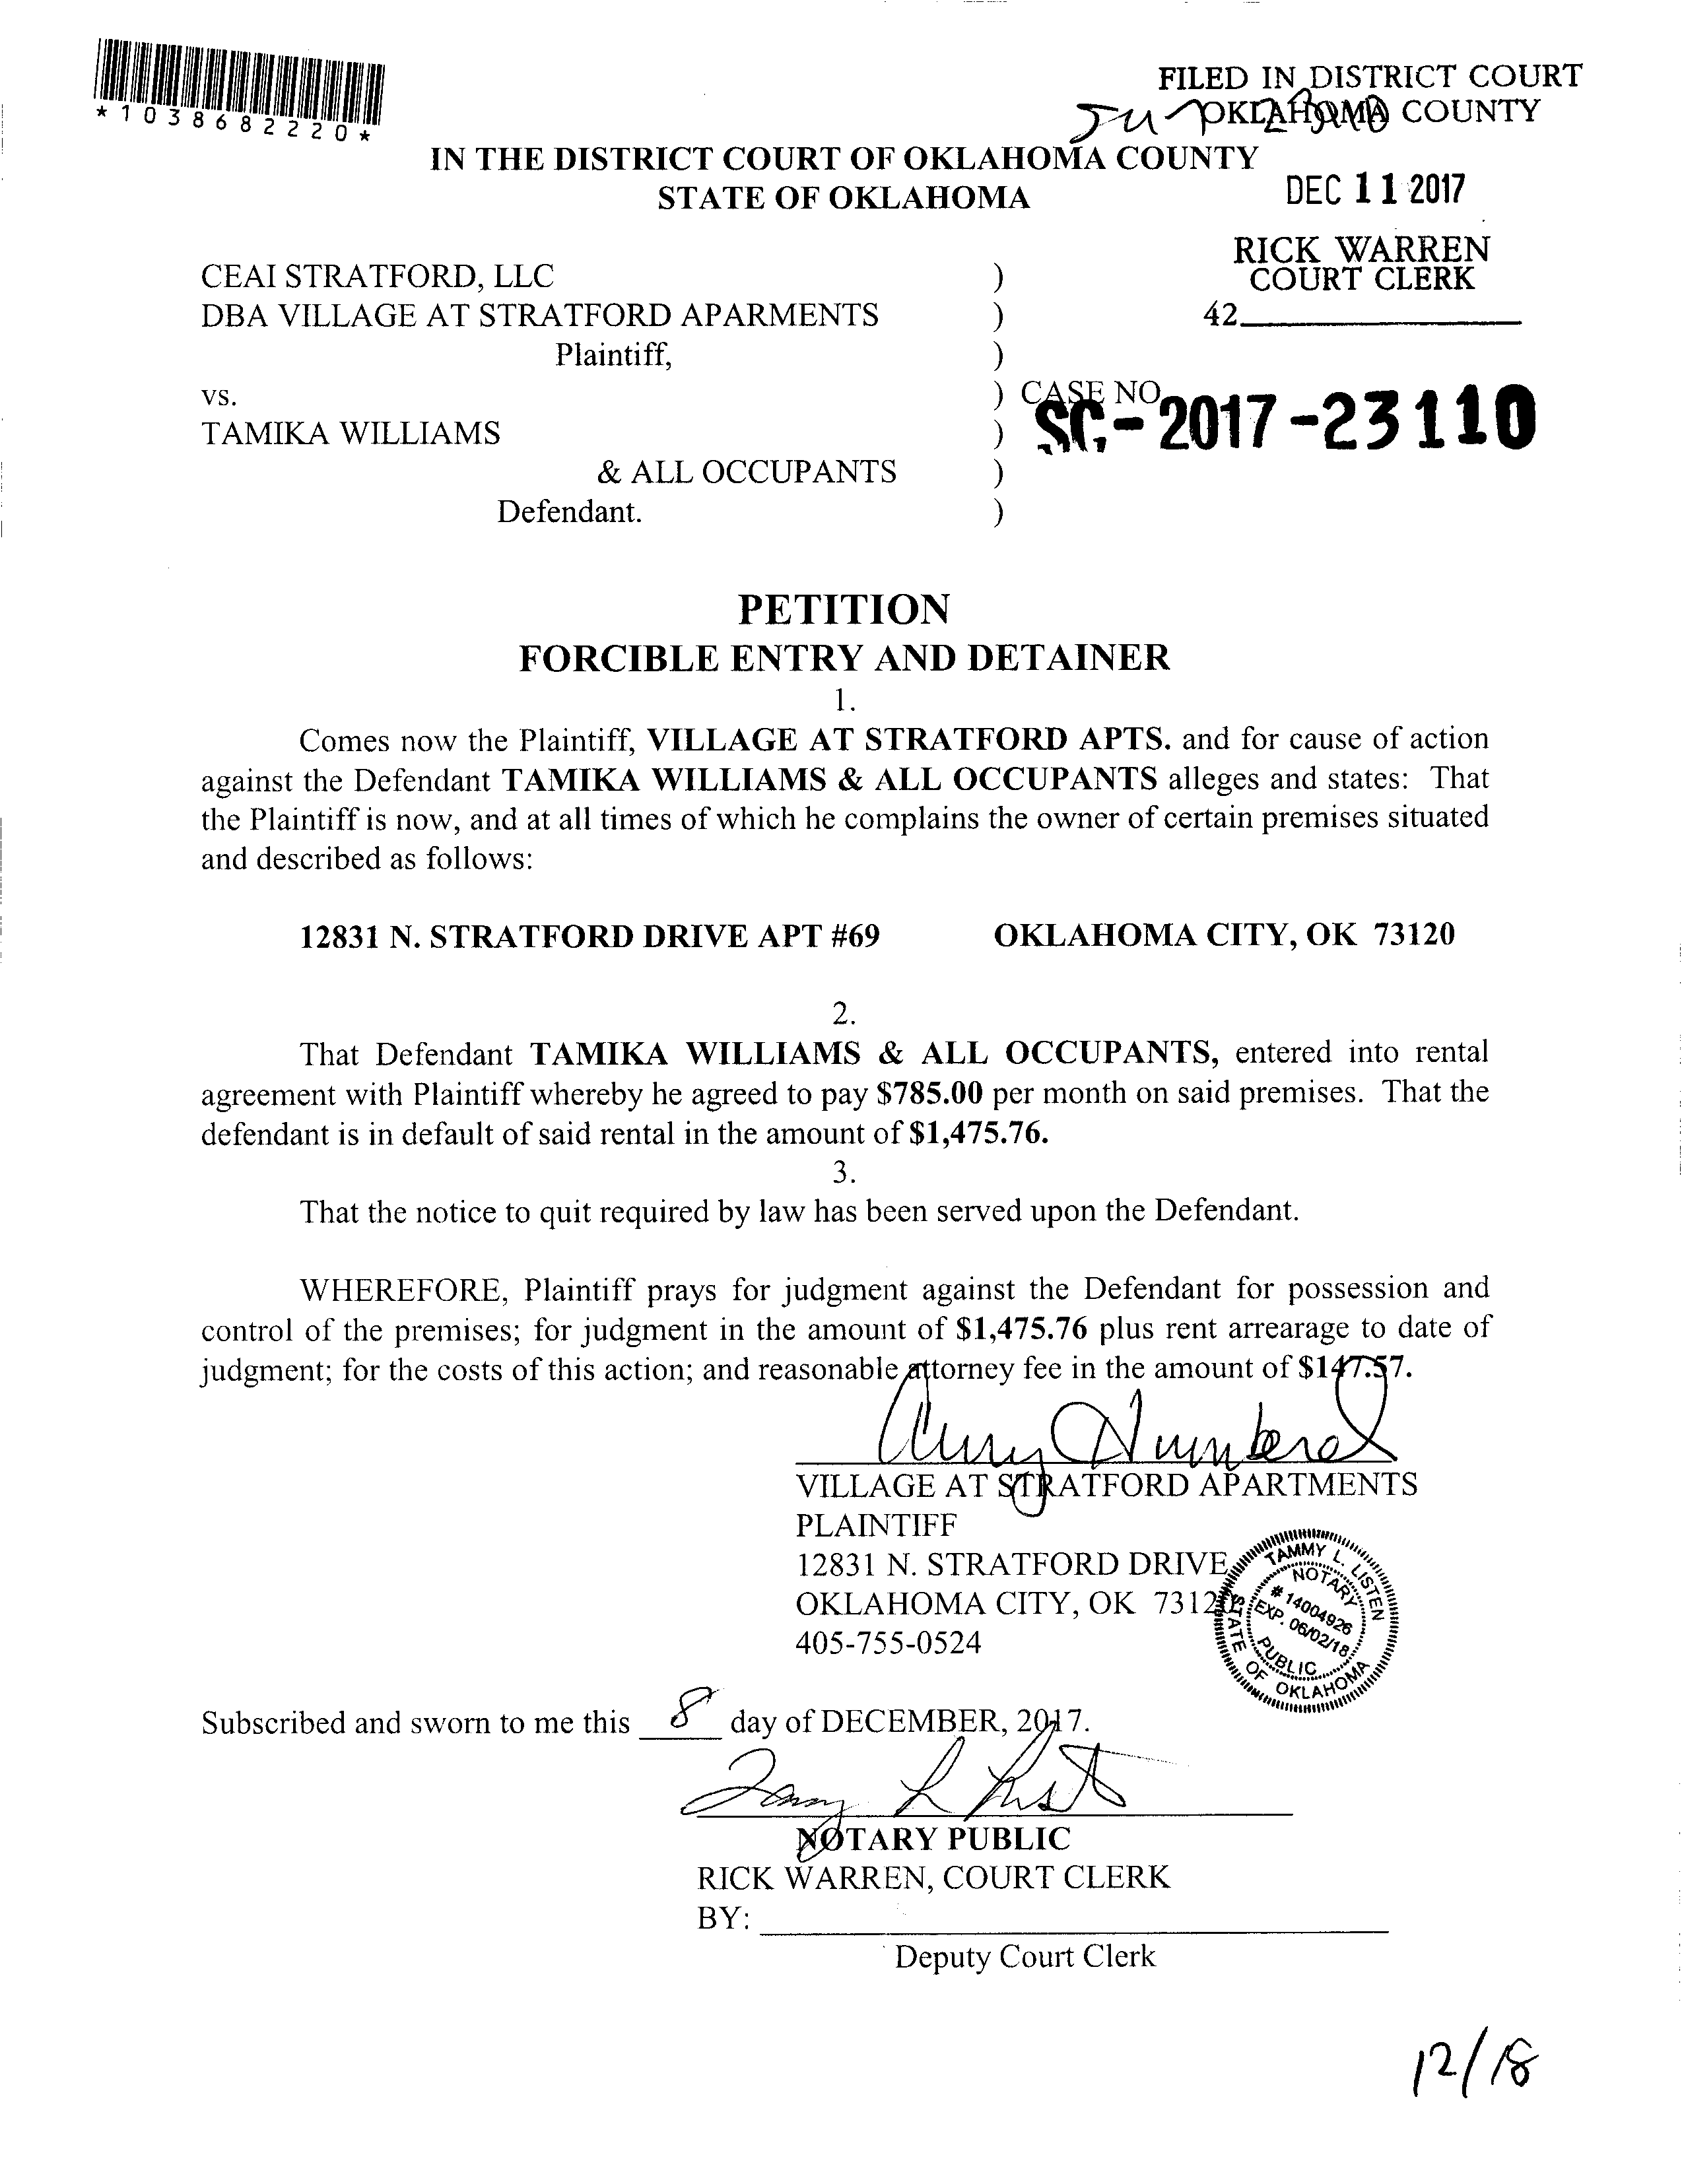 *1038682220*
FILED IN DISTRICT COURT
OKLAHOMA COUNTY
IN THE DISTRICT COURT OF OKLAHOMA COUNTY
STATE OF OKLAHOMA
DEC 11 2017
RICK WARREN
COURT CLERK
42
CEAI STRATFORD, LLC )
DBA VILLAGE AT STRATFORD APARMENTS )
Plaintiff, )
vs. ) CASE NO. SC-2017-23110
TAMIKA WILLIAMS )
& ALL OCCUPANTS )
Defendant. )
PETITION
FORCIBLE ENTRY AND DETAINER
1.
Comes now the Plaintiff, VILLAGE AT STRATFORD APTS. and for cause of action
against the Defendant TAMIKA WILLIAMS & ALL OCCUPANTS alleges and states: That
the Plaintiff is now, and at all times of which he complains the owner of certain premises situated
and described as follows:
12831 N. STRATFORD DRIVE APT #69 OKLAHOMA CITY, OK 73120
2.
That Defendant TAMIKA WILLIAMS & ALL OCCUPANTS, entered into rental
agreement with Plaintiff whereby he agreed to pay $785.00 per month on said premises. That the
defendant is in default of said rental in the amount of $1,475.76.
3.
That the notice to quit required by law has been served upon the Defendant.
WHEREFORE, Plaintiff prays for judgment against the Defendant for possession and
control of the premises; for judgment in the amount of $1,475.76 plus rent arrearage to date of
judgment; for the costs of this action; and reasonable attorney fee in the amount of $147.57.
VILLAGE AT STRATFORD APARTMENTS
PLAINTIFF
12831 N. STRATFORD DRIVE
OKLAHOMA CITY, OK 73120
405-755-0524
TAMMY L. LISTEN
NOTARY
# 14004926
EXP. 06/02/18
PUBLIC
STATE OF OKLAHOMA
Subscribed and sworn to me this 8 day of DECEMBER, 2017.
NOTARY PUBLIC
RICK WARREN, COURT CLERK
BY:
Deputy Court Clerk
12/18